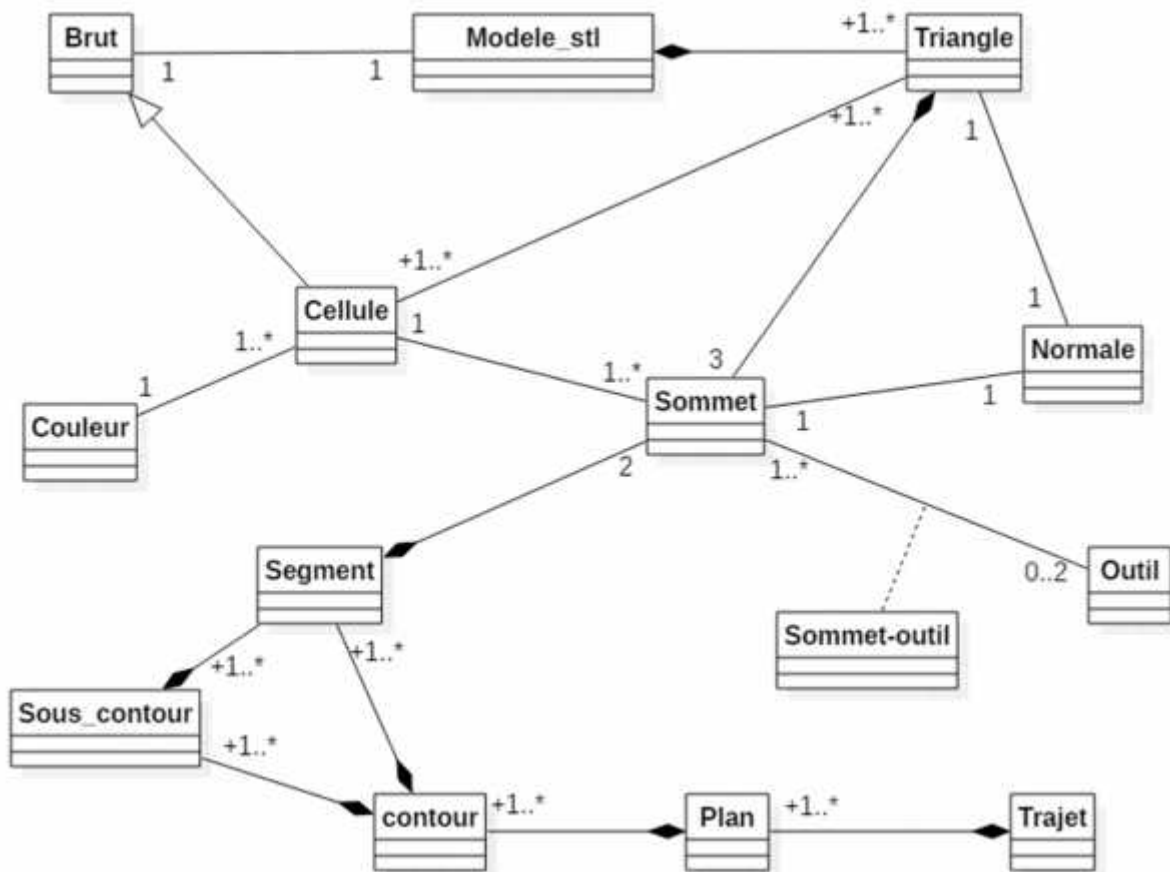 Brut
Modele_stl
+1..*
Triangle
1
1
+1..*
1
+1..*
1
Cellule
1
1..*
Normale
1..*
3
1
Sommet
1
1
Couleur
2
1..*
Segment
0..2
Outil
+1..*
+1..*
Sommet-outil
Sous_contour
+1..*
contour
+1..*
Plan
+1..*
Trajet